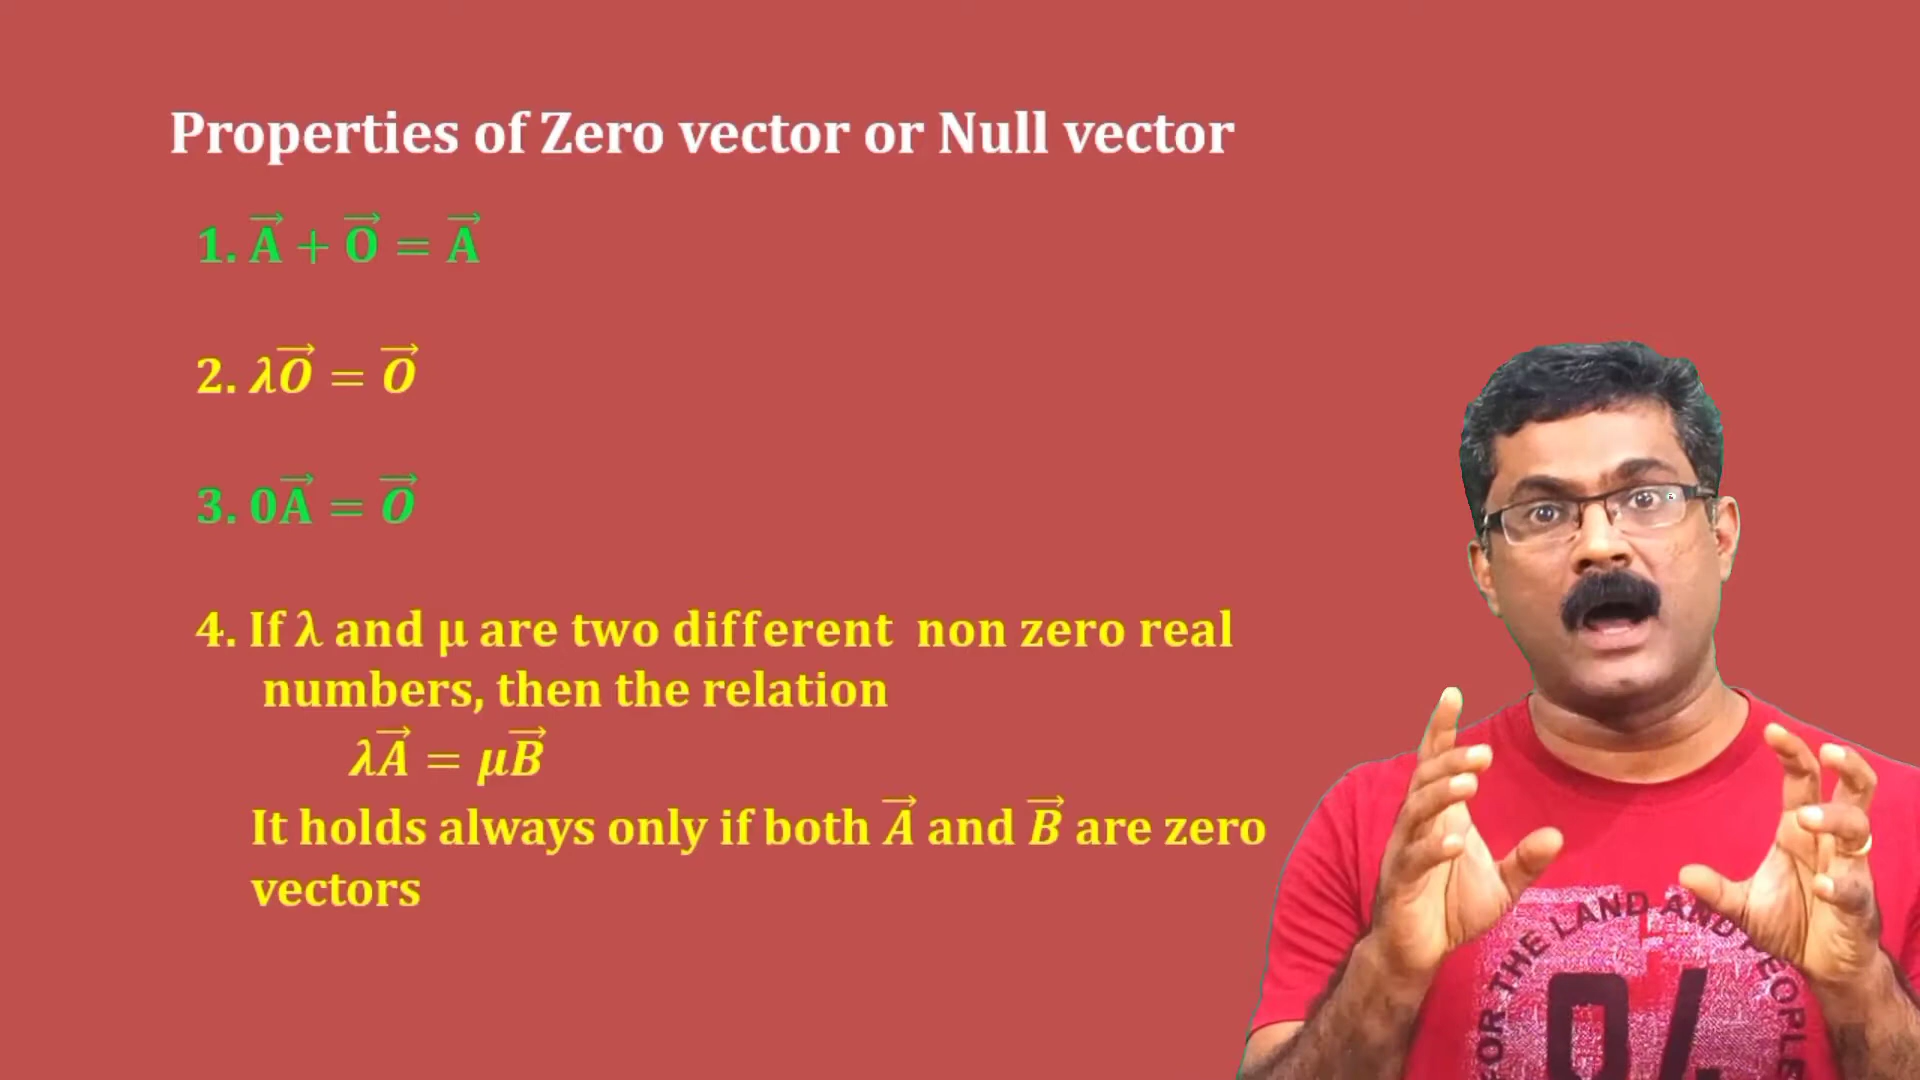 Properties of Zero vector or Null vector
1. A⃗ + O⃗ = A⃗
2. λO⃗ = O⃗
3. 0A⃗ = O⃗
4. If λ and μ are two different non zero real
numbers, then the relation
λA⃗ = μB⃗
It holds always only if both A⃗ and B⃗ are zero
vectors
FOR THE LAND AND PEOPLE